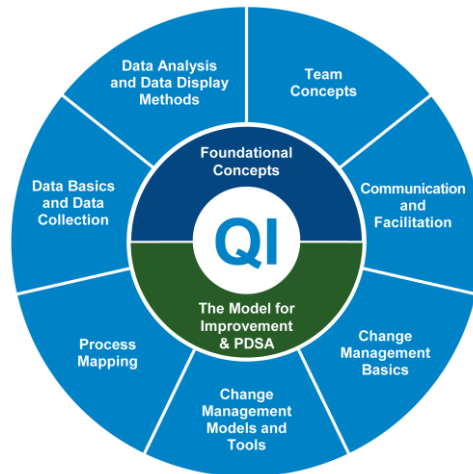 Data Analysis
and Data Display
Methods
Team
Concepts
Communication
and
Facilitation
Change
Management
Basics
Change
Management
Models and
Tools
Process
Mapping
Data Basics
and Data
Collection
Foundational
Concepts
QI
The Model for
Improvement
& PDSA